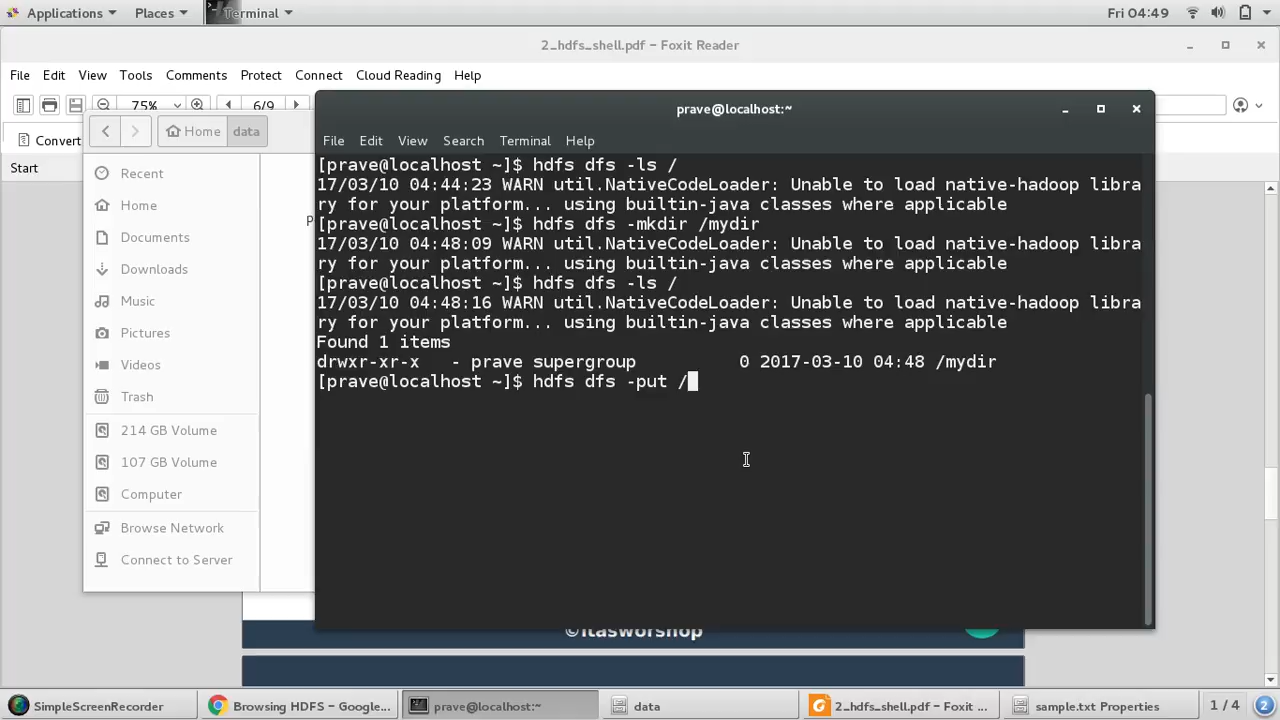 Applications Places Terminal Fri 04:49
2_hdfs_shell.pdf – Foxit Reader
File Edit View Tools Comments Protect Connect Cloud Reading Help
75% 6/9
Convert
Start
Home data
Recent
Home
Documents
Downloads
Music
Pictures
Videos
Trash
214 GB Volume
107 GB Volume
Computer
Browse Network
Connect to Server
P
prave@localhost:~
File Edit View Search Terminal Help
[prave@localhost ~]$ hdfs dfs -ls /
17/03/10 04:44:23 WARN util.NativeCodeLoader: Unable to load native-hadoop libra
ry for your platform... using builtin-java classes where applicable
[prave@localhost ~]$ hdfs dfs -mkdir /mydir
17/03/10 04:48:09 WARN util.NativeCodeLoader: Unable to load native-hadoop libra
ry for your platform... using builtin-java classes where applicable
[prave@localhost ~]$ hdfs dfs -ls /
17/03/10 04:48:16 WARN util.NativeCodeLoader: Unable to load native-hadoop libra
ry for your platform... using builtin-java classes where applicable
Found 1 items
drwxr-xr-x   - prave supergroup          0 2017-03-10 04:48 /mydir
[prave@localhost ~]$ hdfs dfs -put /
©itasworshop
SimpleScreenRecorder Browsing HDFS – Google... prave@localhost:~ data 2_hdfs_shell.pdf – Foxit ... sample.txt Properties 1 / 4 2